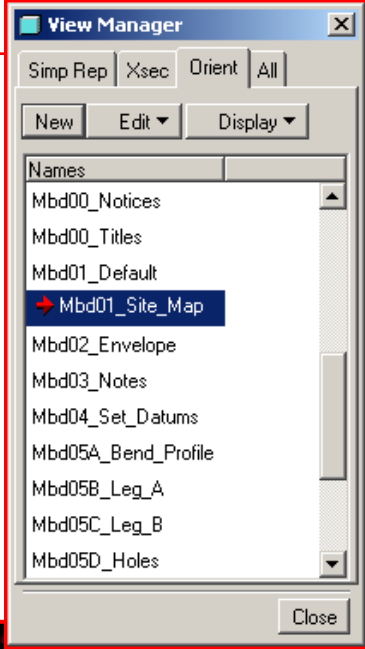 View Manager
Simp Rep Xsec Orient All
New Edit Display
Names
Mbd00_Notices
Mbd00_Titles
Mbd01_Default
Mbd01_Site_Map
Mbd02_Envelope
Mbd03_Notes
Mbd04_Set_Datums
Mbd05A_Bend_Profile
Mbd05B_Leg_A
Mbd05C_Leg_B
Mbd05D_Holes
Close